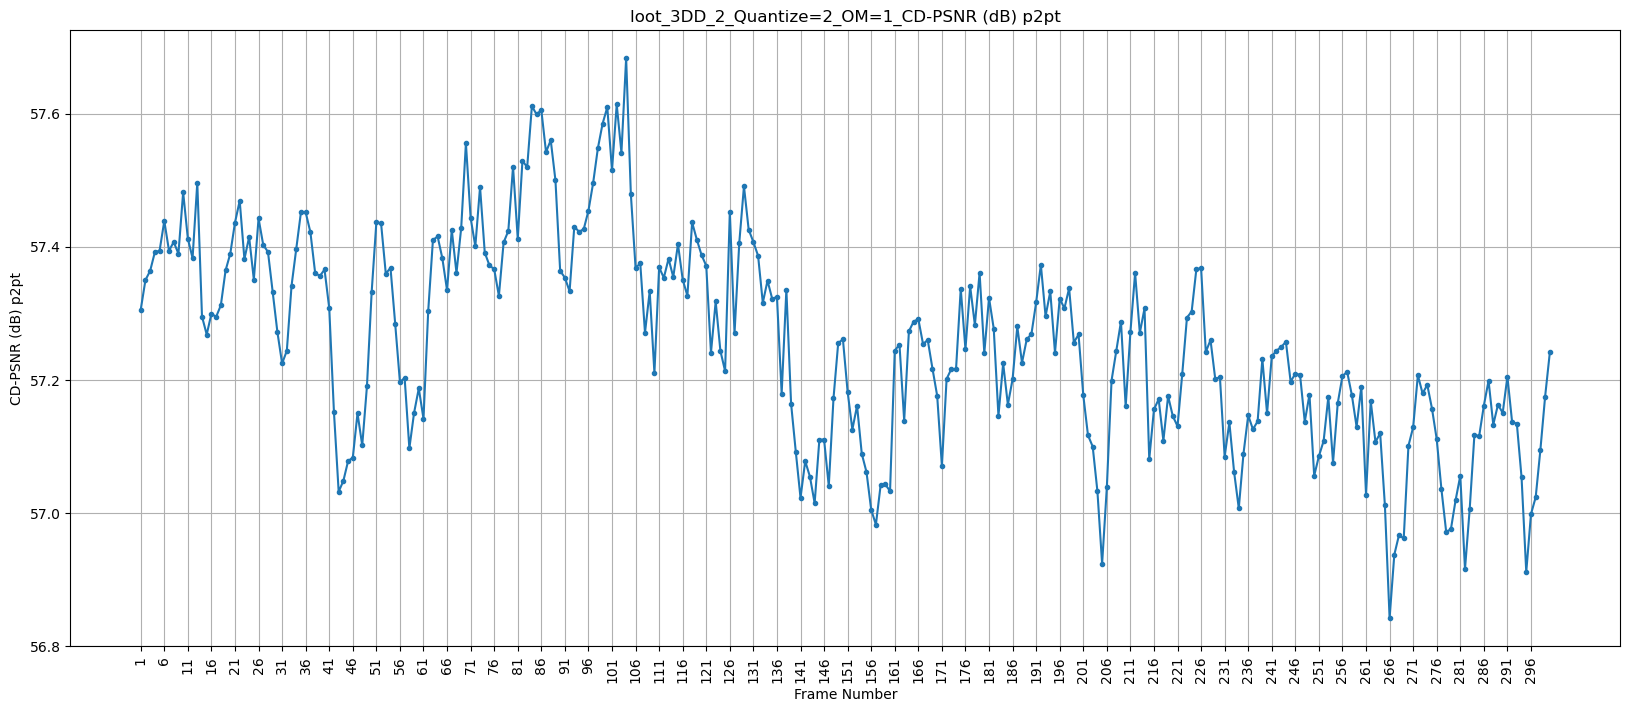 loot_3DD_2_Quantize=2_OM=1_CD-PSNR (dB) p2pt
CD-PSNR (dB) p2pt
57.6
57.4
57.2
57.0
56.8
1 6 11 16 21 26 31 36 41 46 51 56 61 66 71 76 81 86 91 96 101 106 111 116 121 126 131 136 141 146 151 156 161 166 171 176 181 186 191 196 201 206 211 216 221 226 231 236 241 246 251 256 261 266 271 276 281 286 291 296
Frame Number